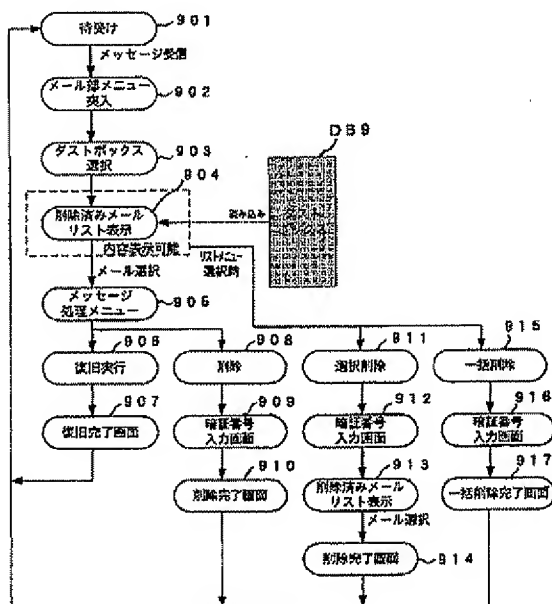 待受け
901
メッセージ受信
メール部メニュー
突入
902
ダストボックス
選択
903
904
DB9
削除済みメール
リスト表示
読み込み
内容表示可能
メール選択
リストメニュー
選択時
メッセージ
処理メニュー
905
906
908
911
915
復旧実行
削除
選択削除
一括削除
907
909
912
916
復旧完了画面
暗証番号
入力画面
暗証番号
入力画面
暗証番号
入力画面
910
913
917
削除完了画面
削除済みメール
リスト表示
一括削除完了画面
メール選択
削除完了画面
914